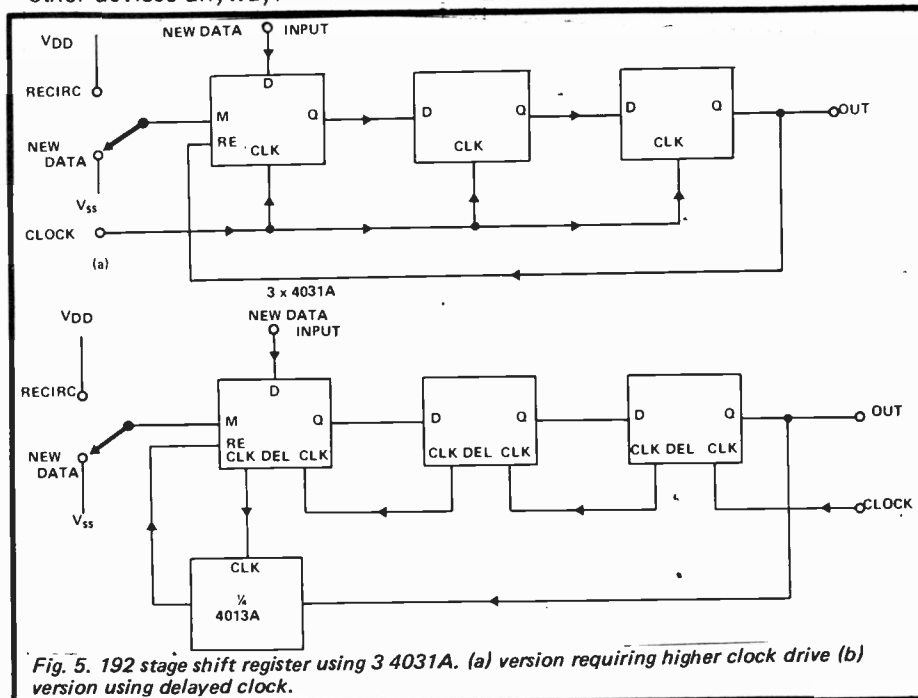 other devices anyway.
NEW DATA INPUT
VDD
RECIRC
D
M Q
RE
CLK
D Q
CLK
D Q
CLK
OUT
NEW
DATA
Vss
CLOCK
(a)
3 x 4031A
NEW DATA
INPUT
VDD
RECIRC
D
M Q
RE
CLK DEL CLK
D Q
CLK DEL CLK
D Q
CLK DEL CLK
OUT
NEW
DATA
Vss
CLOCK
CLK
¼
4013A
Fig. 5. 192 stage shift register using 3 4031A. (a) version requiring higher clock drive (b)
version using delayed clock.